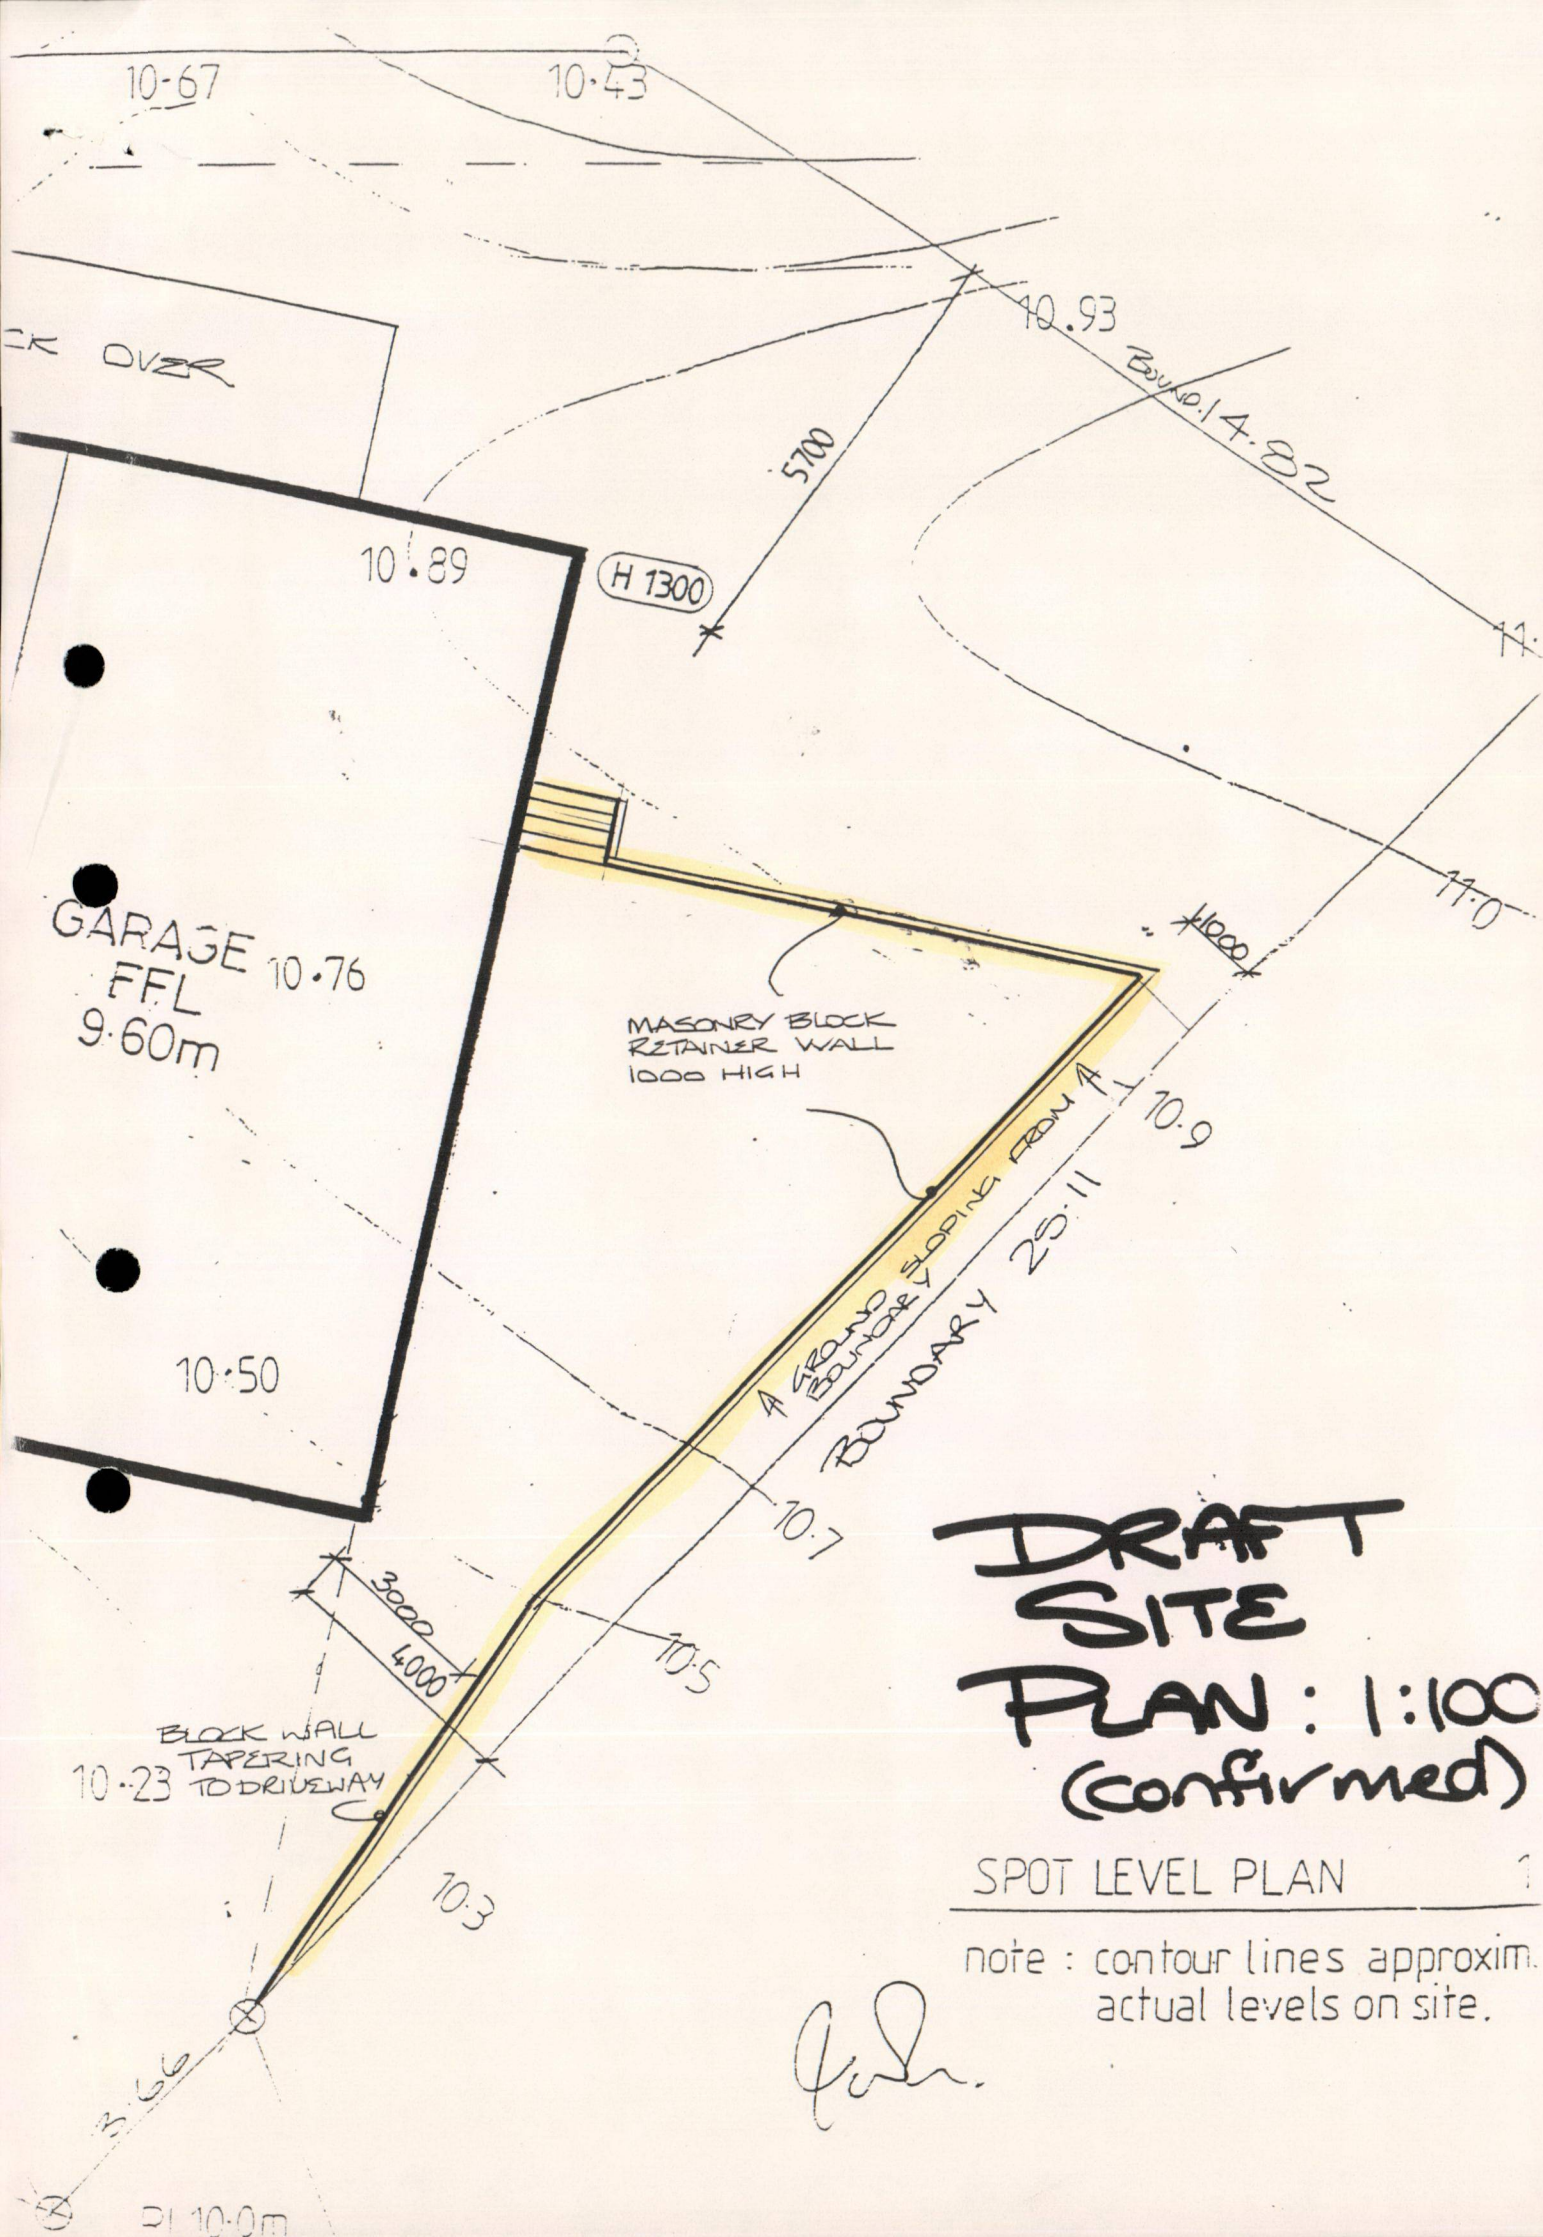 10.67
10.43
OVER
10.93
BOUND. 14.82
5700
10.89
H 1300
11.
11.0
1000
GARAGE
FFL
9.60m
10.76
MASONRY BLOCK
RETAINER WALL
1000 HIGH
10.9
GROUND SLOPING FROM
BOUNDARY
BOUNDARY 25.11
10.50
10.7
3000
4000
10.5
BLOCK WALL
TAPERING
TO DRIVEWAY
10.23
10.3
DRAFT
SITE
PLAN : 1:100
(confirmed)
SPOT LEVEL PLAN 1
note : contour lines approxim.
actual levels on site.
3.66
10.0m